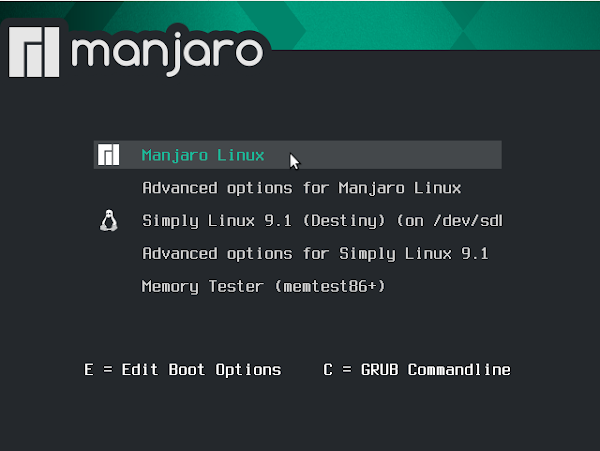 manjaro
Manjaro Linux
Advanced options for Manjaro Linux
Simply Linux 9.1 (Destiny) (on /dev/sd
Advanced options for Simply Linux 9.1
Memory Tester (memtest86+)
E = Edit Boot Options C = GRUB Commandline